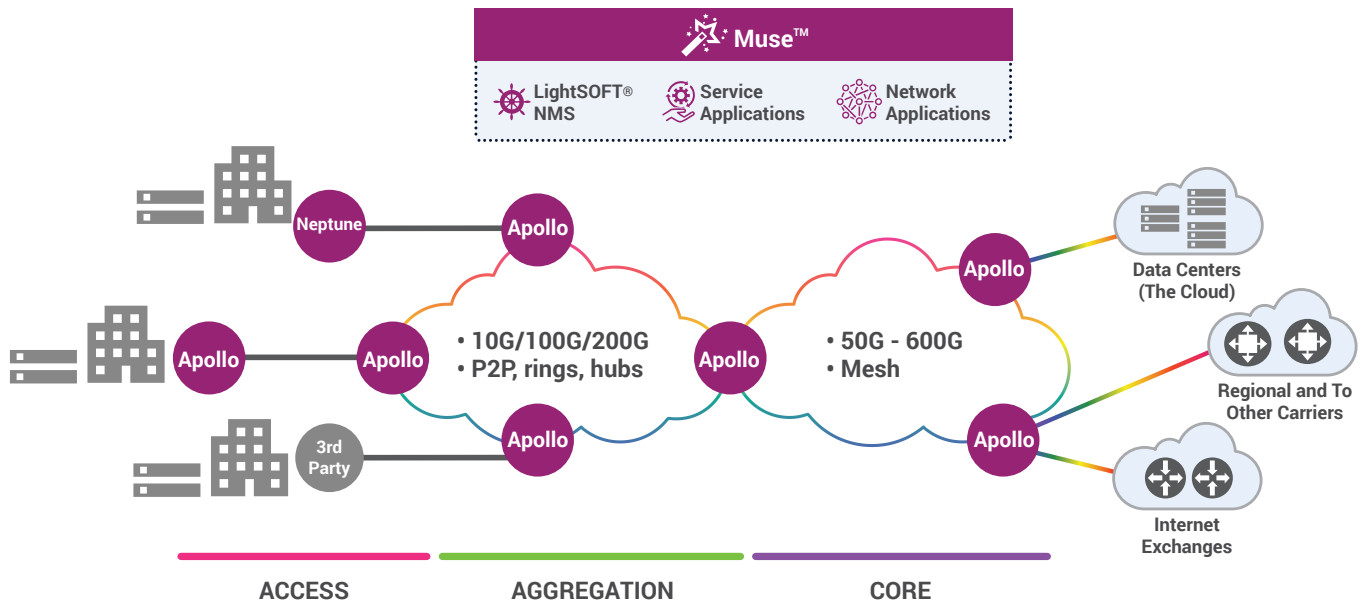 Muse™
LightSOFT®
NMS
Service
Applications
Network
Applications
Neptune
Apollo
Apollo
Data Centers
(The Cloud)
Apollo
Apollo
• 10G/100G/200G
• P2P, rings, hubs
Apollo
• 50G - 600G
• Mesh
Regional and To
Other Carriers
3rd
Party
Apollo
Apollo
Internet
Exchanges
ACCESS
AGGREGATION
CORE